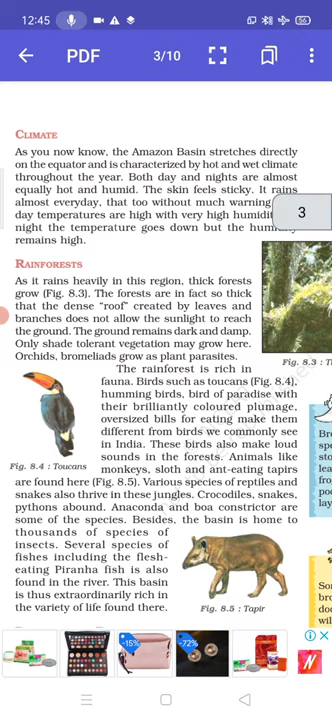 12:45
56
PDF
3/10
CLIMATE
As you now know, the Amazon Basin stretches directly
on the equator and is characterized by hot and wet climate
throughout the year. Both day and nights are almost
equally hot and humid. The skin feels sticky. It rains
almost everyday, that too without much warning
day temperatures are high with very high
night the temperature goes down but the
remains high.
3
RAINFORESTS
As it rains heavily in this region, thick forests
grow (Fig. 8.3). The forests are in fact so thick
that the dense “roof” created by leaves and
branches does not allow the sunlight to reach
the ground. The ground remains dark and damp.
Only shade tolerant vegetation may grow here.
Orchids, bromeliads grow as plant parasites.
Fig. 8.3 : T
The rainforest is rich in
fauna. Birds such as toucans (Fig. 8.4),
humming birds, bird of paradise with
their brilliantly coloured plumage,
oversized bills for eating make them
different from birds we commonly see
in India. These birds also make loud
sounds in the forests. Animals like
monkeys, sloth and ant-eating tapirs
Fig. 8.4 : Toucans
are found here (Fig. 8.5). Various species of reptiles and
snakes also thrive in these jungles. Crocodiles, snakes,
pythons abound. Anaconda and boa constrictor are
some of the species. Besides, the basin is home to
thousands of species of
insects. Several species of
fishes including the flesh-
eating Piranha fish is also
found in the river. This basin
is thus extraordinarily rich in
the variety of life found there.
Fig. 8.5 : Tapir
Br
spe
sto
lea
fro
poc
lay
So
bro
doc
wil
-15%
-72%
N